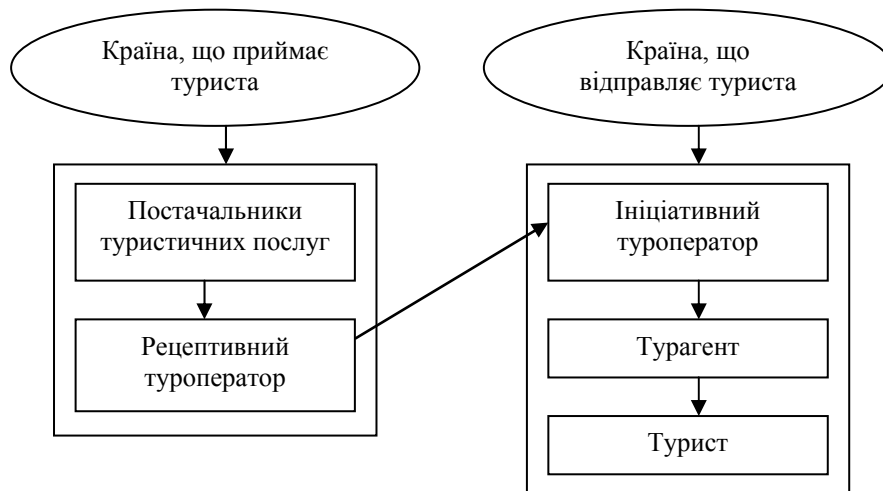 Країна, що приймає
туриста
Постачальники
туристичних послуг
Рецептивний
туроператор
Країна, що
відправляє туриста
Ініціативний
туроператор
Турагент
Турист